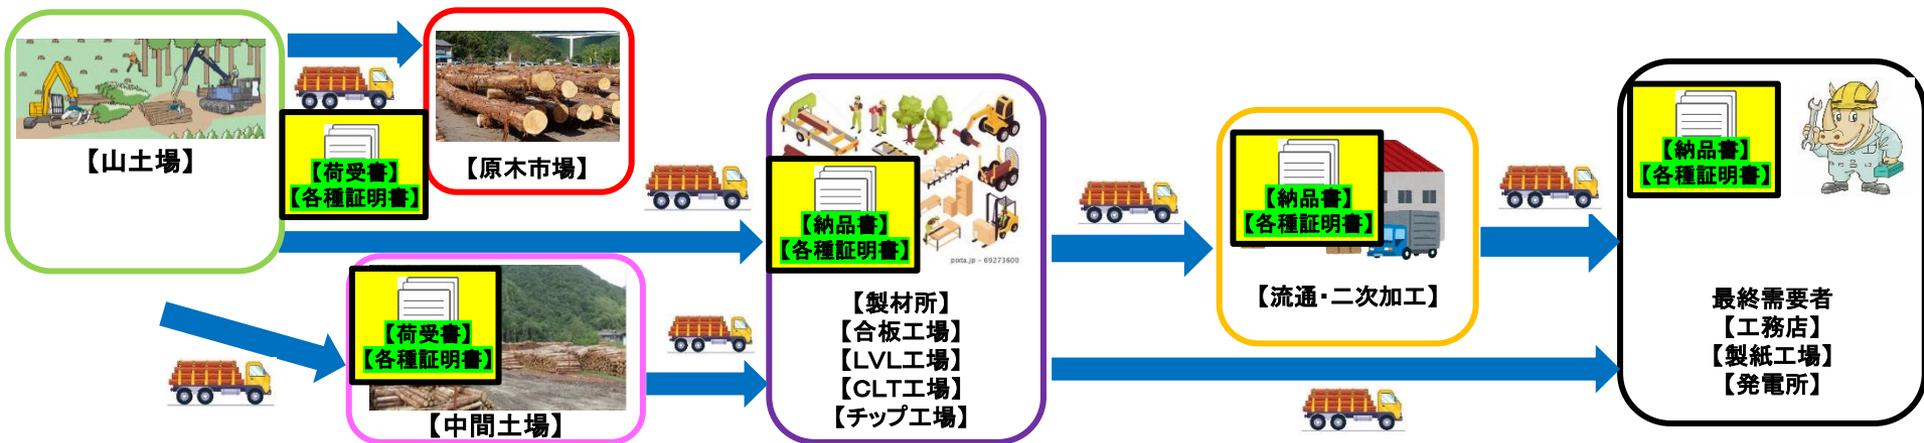 【山土場】
【荷受書】
【各種証明書】
【原木市場】
【荷受書】
【各種証明書】
【中間土場】
【納品書】
【各種証明書】
pixta.jp - 69273600
【製材所】
【合板工場】
【LVL工場】
【CLT工場】
【チップ工場】
【納品書】
【各種証明書】
【流通・二次加工】
【納品書】
【各種証明書】
最終需要者
【工務店】
【製紙工場】
【発電所】